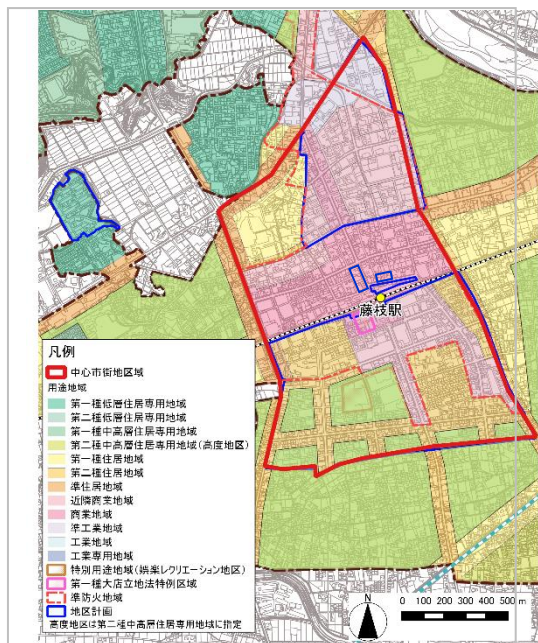 藤枝駅
凡例
中心市街地区域
用途地域
第一種低層住居専用地域
第二種低層住居専用地域
第一種中高層住居専用地域
第二種中高層住居専用地域(高度地区)
第一種住居地域
第二種住居地域
準住居地域
近隣商業地域
商業地域
準工業地域
工業地域
工業専用地域
特別用途地域(娯楽レクリエーション地区)
第一種大店立地法特例区域
準防火地域
地区計画
高度地区は第二種中高層住居専用地域に指定
N
0 100 200 300 400 500 m